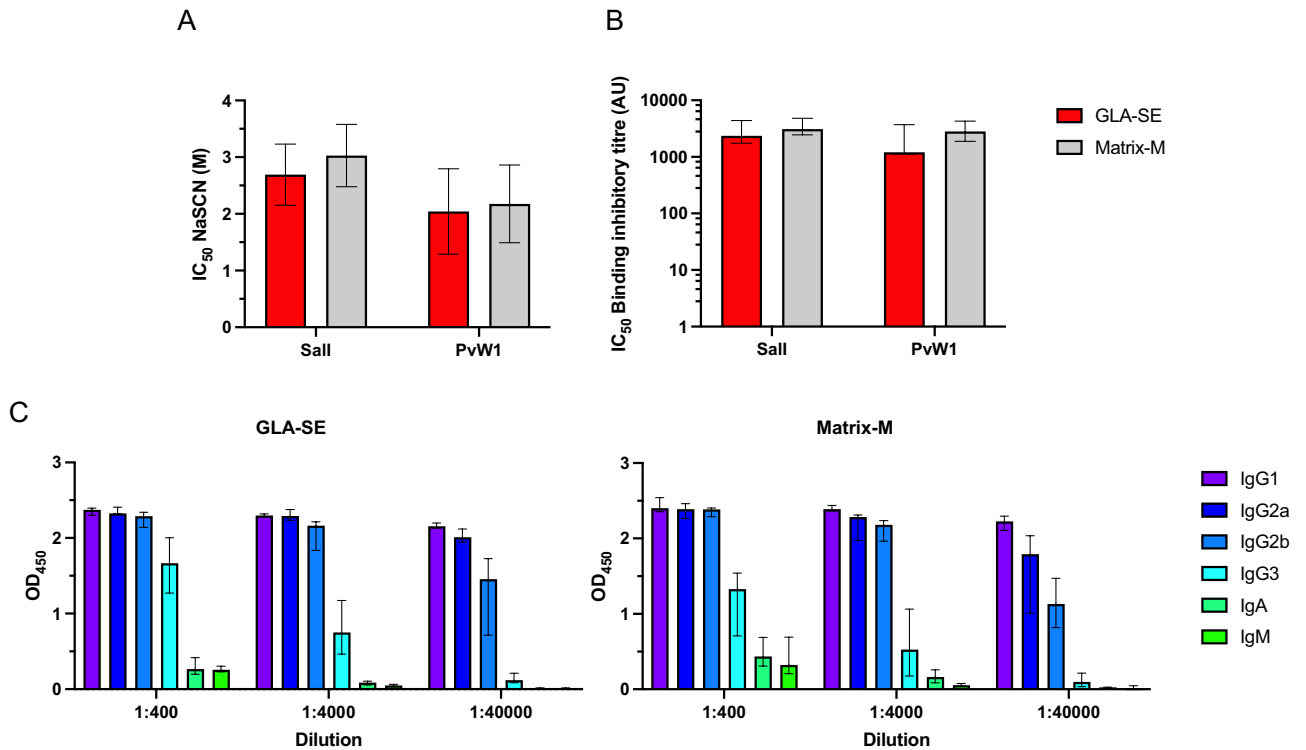 A
IC50 NaSCN (M)
4
3
2
1
0
SalI
PvW1
B
IC50 Binding inhibitory titre (AU)
10000
1000
100
10
1
SalI
PvW1
GLA-SE
Matrix-M
C
GLA-SE
OD450
3
2
1
0
1:400
1:4000
1:40000
Dilution
Matrix-M
OD450
3
2
1
0
1:400
1:4000
1:40000
Dilution
IgG1
IgG2a
IgG2b
IgG3
IgA
IgM